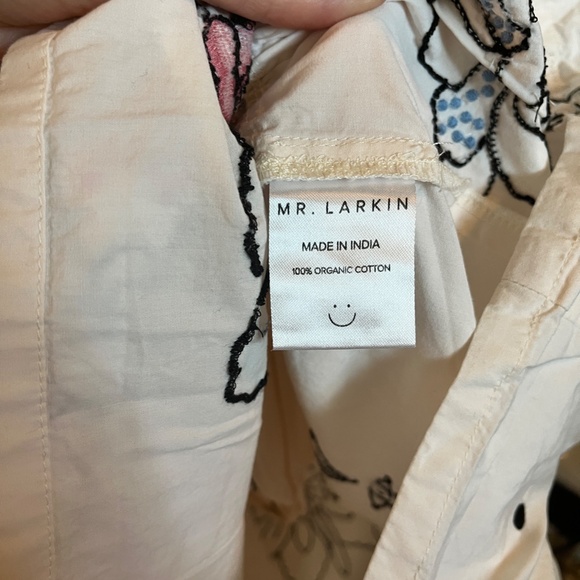 MR. LARKIN
MADE IN INDIA
100% ORGANIC COTTON